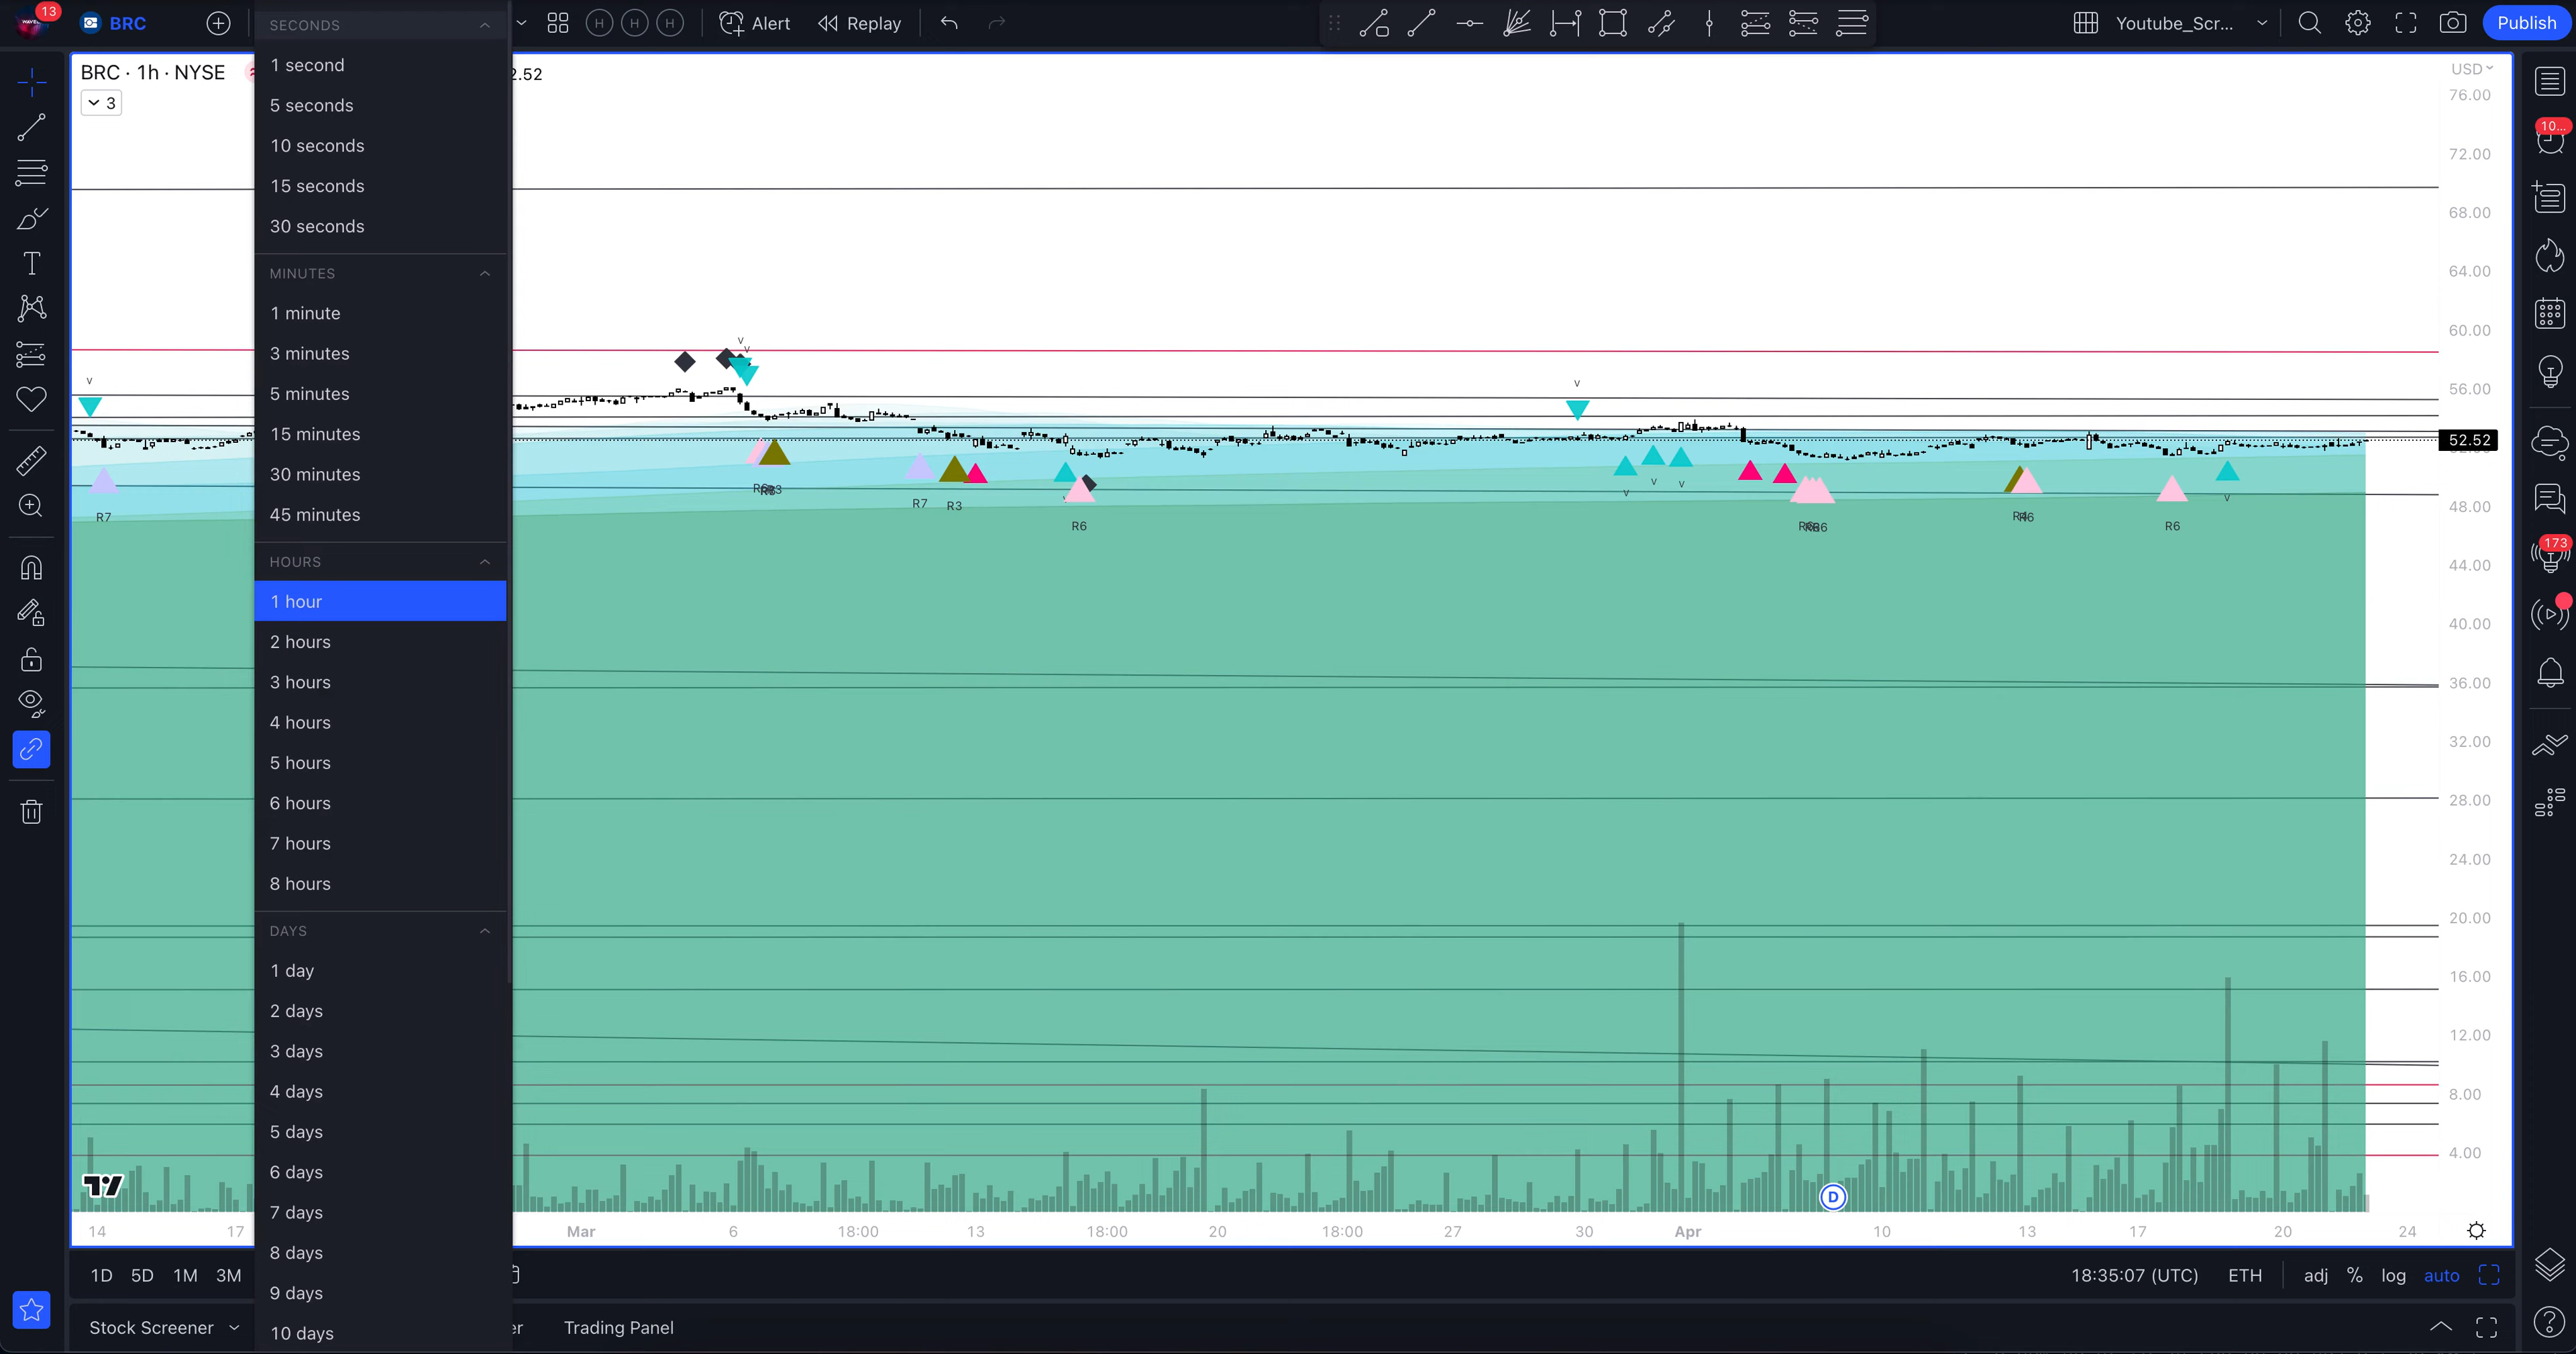 13
BRC
Alert
Replay
Youtube_Scr...
Publish
BRC · 1h · NYSE
2.52
3
SECONDS
1 second
5 seconds
10 seconds
15 seconds
30 seconds
MINUTES
1 minute
3 minutes
5 minutes
15 minutes
30 minutes
45 minutes
HOURS
1 hour
2 hours
3 hours
4 hours
5 hours
6 hours
7 hours
8 hours
DAYS
1 day
2 days
3 days
4 days
5 days
6 days
7 days
8 days
9 days
10 days
H
H
H
USD
76.00
72.00
68.00
64.00
60.00
56.00
52.52
48.00
44.00
40.00
36.00
32.00
28.00
24.00
20.00
16.00
12.00
8.00
4.00
v
v
v
v
v
v
v
v
R7
R7
R3
R6
R6
R6
D
14
17
Mar
6
18:00
13
18:00
20
18:00
27
30
Apr
10
13
17
20
24
1D
5D
1M
3M
18:35:07 (UTC)
ETH
adj
%
log
auto
Stock Screener
er
Trading Panel
10...
173